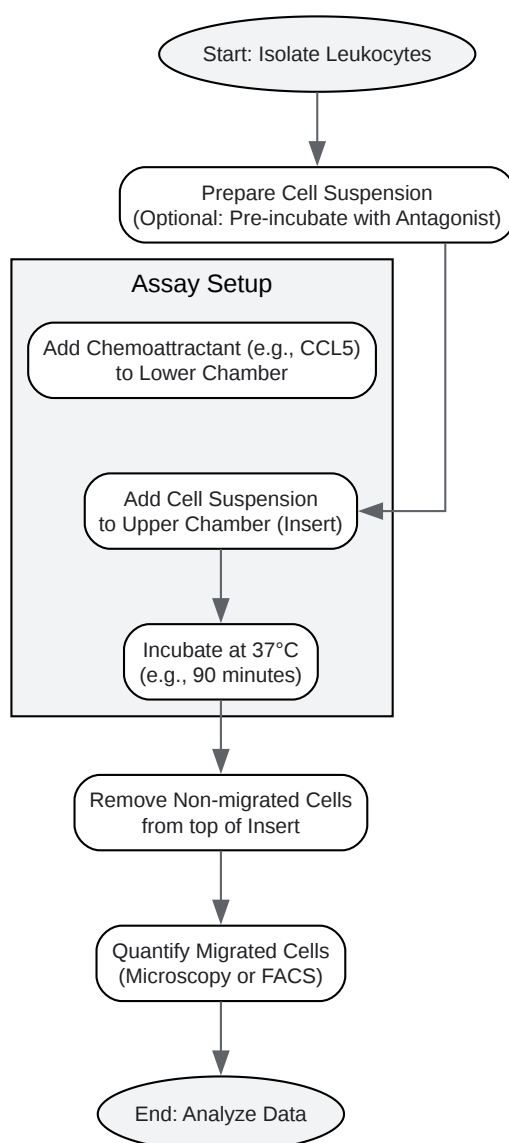 Start: Isolate Leukocytes
Prepare Cell Suspension
(Optional: Pre-incubate with Antagonist)
Assay Setup
Add Chemoattractant (e.g., CCL5)
to Lower Chamber
Add Cell Suspension
to Upper Chamber (Insert)
Incubate at 37°C
(e.g., 90 minutes)
Remove Non-migrated Cells
from top of Insert
Quantify Migrated Cells
(Microscopy or FACS)
End: Analyze Data